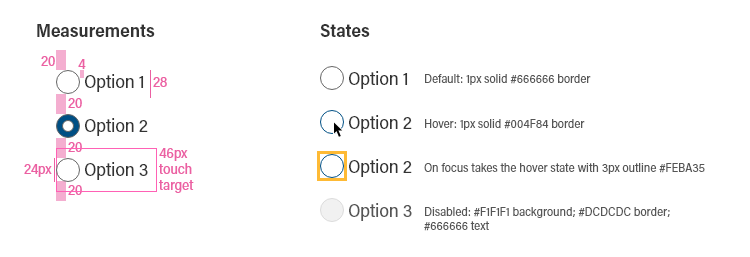 Measurements
20
4
Option 1
28
20
Option 2
20
46px
touch
target
24px
Option 3
20
States
Option 1
Default: 1px solid #666666 border
Option 2
Hover: 1px solid #004F84 border
Option 2
On focus takes the hover state with 3px outline #FEBA35
Option 3
Disabled: #F1F1F1 background; #DCDCDC border;
#666666 text